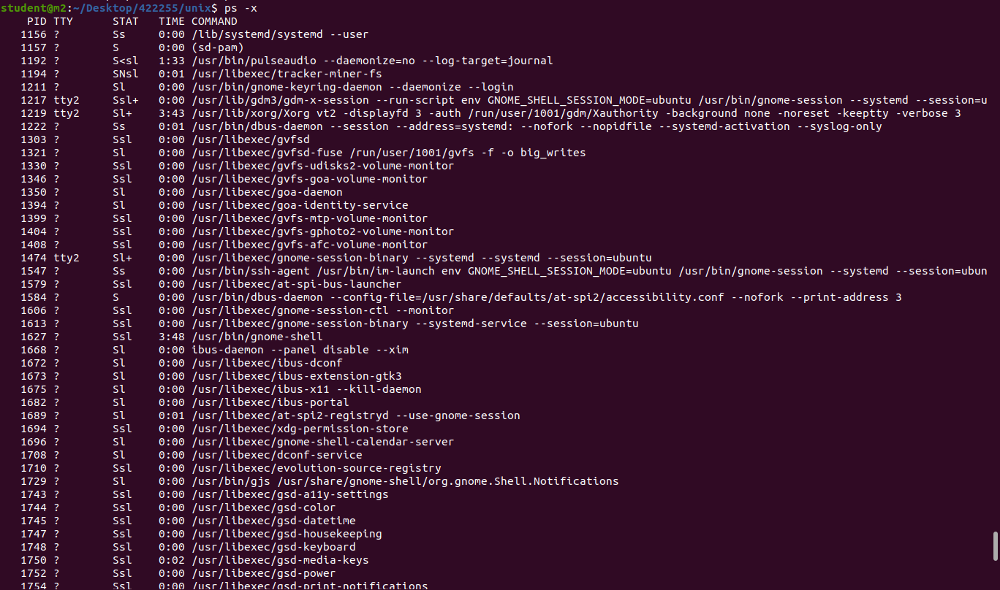 student@m2:~/Desktop/422255/unix$ ps -x
    PID TTY      STAT   TIME COMMAND
   1156 ?        Ss     0:00 /lib/systemd/systemd --user
   1157 ?        S      0:00 (sd-pam)
   1192 ?        S<sl   1:33 /usr/bin/pulseaudio --daemonize=no --log-target=journal
   1194 ?        SNsl   0:01 /usr/libexec/tracker-miner-fs
   1211 ?        Sl     0:00 /usr/bin/gnome-keyring-daemon --daemonize --login
   1217 tty2     Ssl+   0:00 /usr/lib/gdm3/gdm-x-session --run-script env GNOME_SHELL_SESSION_MODE=ubuntu /usr/bin/gnome-session --systemd --session=u
   1219 tty2     Sl+    3:43 /usr/lib/xorg/Xorg vt2 -displayfd 3 -auth /run/user/1001/gdm/Xauthority -background none -noreset -keeptty -verbose 3
   1222 ?        Ss     0:01 /usr/bin/dbus-daemon --session --address=systemd: --nofork --nopidfile --systemd-activation --syslog-only
   1303 ?        Ssl    0:00 /usr/libexec/gvfsd
   1321 ?        Sl     0:00 /usr/libexec/gvfsd-fuse /run/user/1001/gvfs -f -o big_writes
   1330 ?        Ssl    0:00 /usr/libexec/gvfs-udisks2-volume-monitor
   1346 ?        Ssl    0:00 /usr/libexec/gvfs-goa-volume-monitor
   1350 ?        Sl     0:00 /usr/libexec/goa-daemon
   1394 ?        Sl     0:00 /usr/libexec/goa-identity-service
   1399 ?        Ssl    0:00 /usr/libexec/gvfs-mtp-volume-monitor
   1404 ?        Ssl    0:00 /usr/libexec/gvfs-gphoto2-volume-monitor
   1408 ?        Ssl    0:00 /usr/libexec/gvfs-afc-volume-monitor
   1474 tty2     Sl+    0:00 /usr/libexec/gnome-session-binary --systemd --systemd --session=ubuntu
   1547 ?        Ss     0:00 /usr/bin/ssh-agent /usr/bin/im-launch env GNOME_SHELL_SESSION_MODE=ubuntu /usr/bin/gnome-session --systemd --session=ubun
   1579 ?        Ssl    0:00 /usr/libexec/at-spi-bus-launcher
   1584 ?        S      0:00 /usr/bin/dbus-daemon --config-file=/usr/share/defaults/at-spi2/accessibility.conf --nofork --print-address 3
   1606 ?        Ssl    0:00 /usr/libexec/gnome-session-ctl --monitor
   1613 ?        Ssl    0:00 /usr/libexec/gnome-session-binary --systemd-service --session=ubuntu
   1627 ?        Ssl    3:48 /usr/bin/gnome-shell
   1668 ?        Sl     0:00 ibus-daemon --panel disable --xim
   1672 ?        Sl     0:00 /usr/libexec/ibus-dconf
   1673 ?        Sl     0:00 /usr/libexec/ibus-extension-gtk3
   1675 ?        Sl     0:00 /usr/libexec/ibus-x11 --kill-daemon
   1682 ?        Sl     0:00 /usr/libexec/ibus-portal
   1689 ?        Sl     0:01 /usr/libexec/at-spi2-registryd --use-gnome-session
   1694 ?        Ssl    0:00 /usr/libexec/xdg-permission-store
   1696 ?        Sl     0:00 /usr/libexec/gnome-shell-calendar-server
   1708 ?        Sl     0:00 /usr/libexec/dconf-service
   1710 ?        Ssl    0:00 /usr/libexec/evolution-source-registry
   1729 ?        Sl     0:00 /usr/bin/gjs /usr/share/gnome-shell/org.gnome.Shell.Notifications
   1743 ?        Ssl    0:00 /usr/libexec/gsd-a11y-settings
   1744 ?        Ssl    0:00 /usr/libexec/gsd-color
   1745 ?        Ssl    0:00 /usr/libexec/gsd-datetime
   1747 ?        Ssl    0:00 /usr/libexec/gsd-housekeeping
   1748 ?        Ssl    0:00 /usr/libexec/gsd-keyboard
   1750 ?        Ssl    0:02 /usr/libexec/gsd-media-keys
   1752 ?        Ssl    0:00 /usr/libexec/gsd-power
   1754 ?        Ssl    0:00 /usr/libexec/gsd-print-notifications